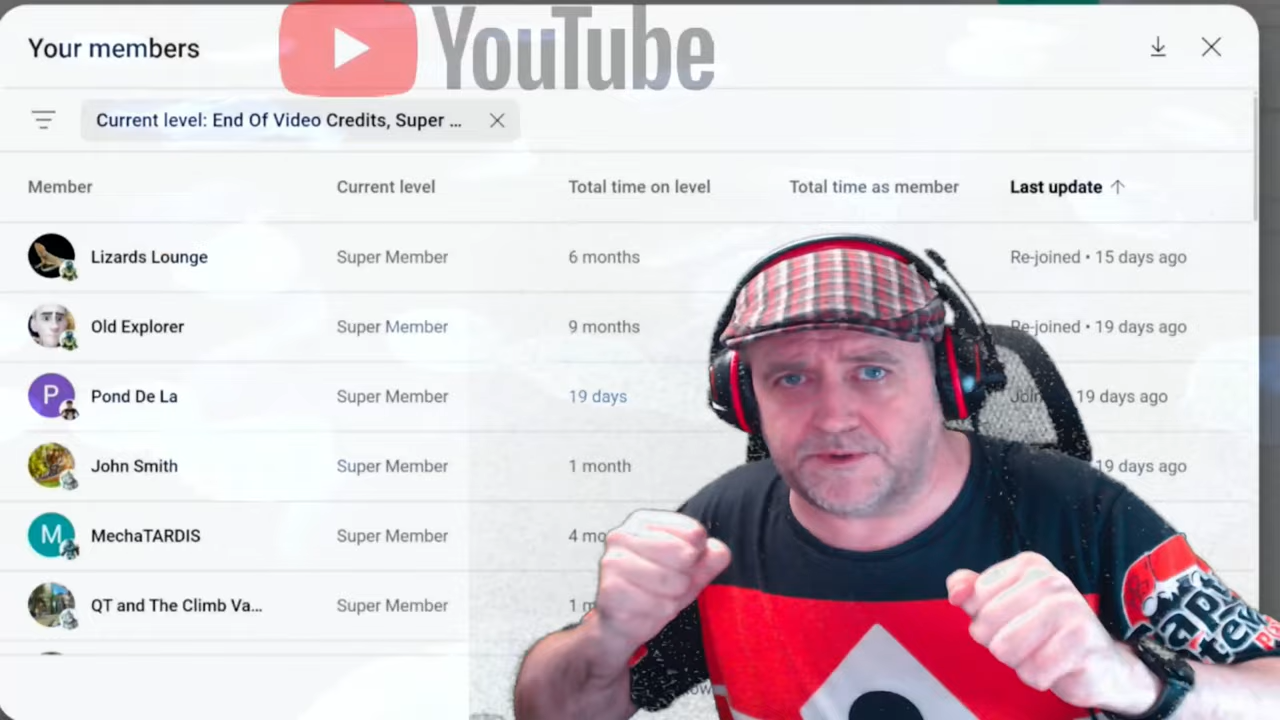 YouTube
Your members
Current level: End Of Video Credits, Super ...
Member Current level Total time on level Total time as member Last update
Lizards Lounge Super Member 6 months Re-joined • 15 days ago
Old Explorer Super Member 9 months Re-joined • 19 days ago
P Pond De La Super Member 19 days 19 days ago
John Smith Super Member 1 month 19 days ago
M MechaTARDIS Super Member 4
QT and The Climb Va... Super Member 1